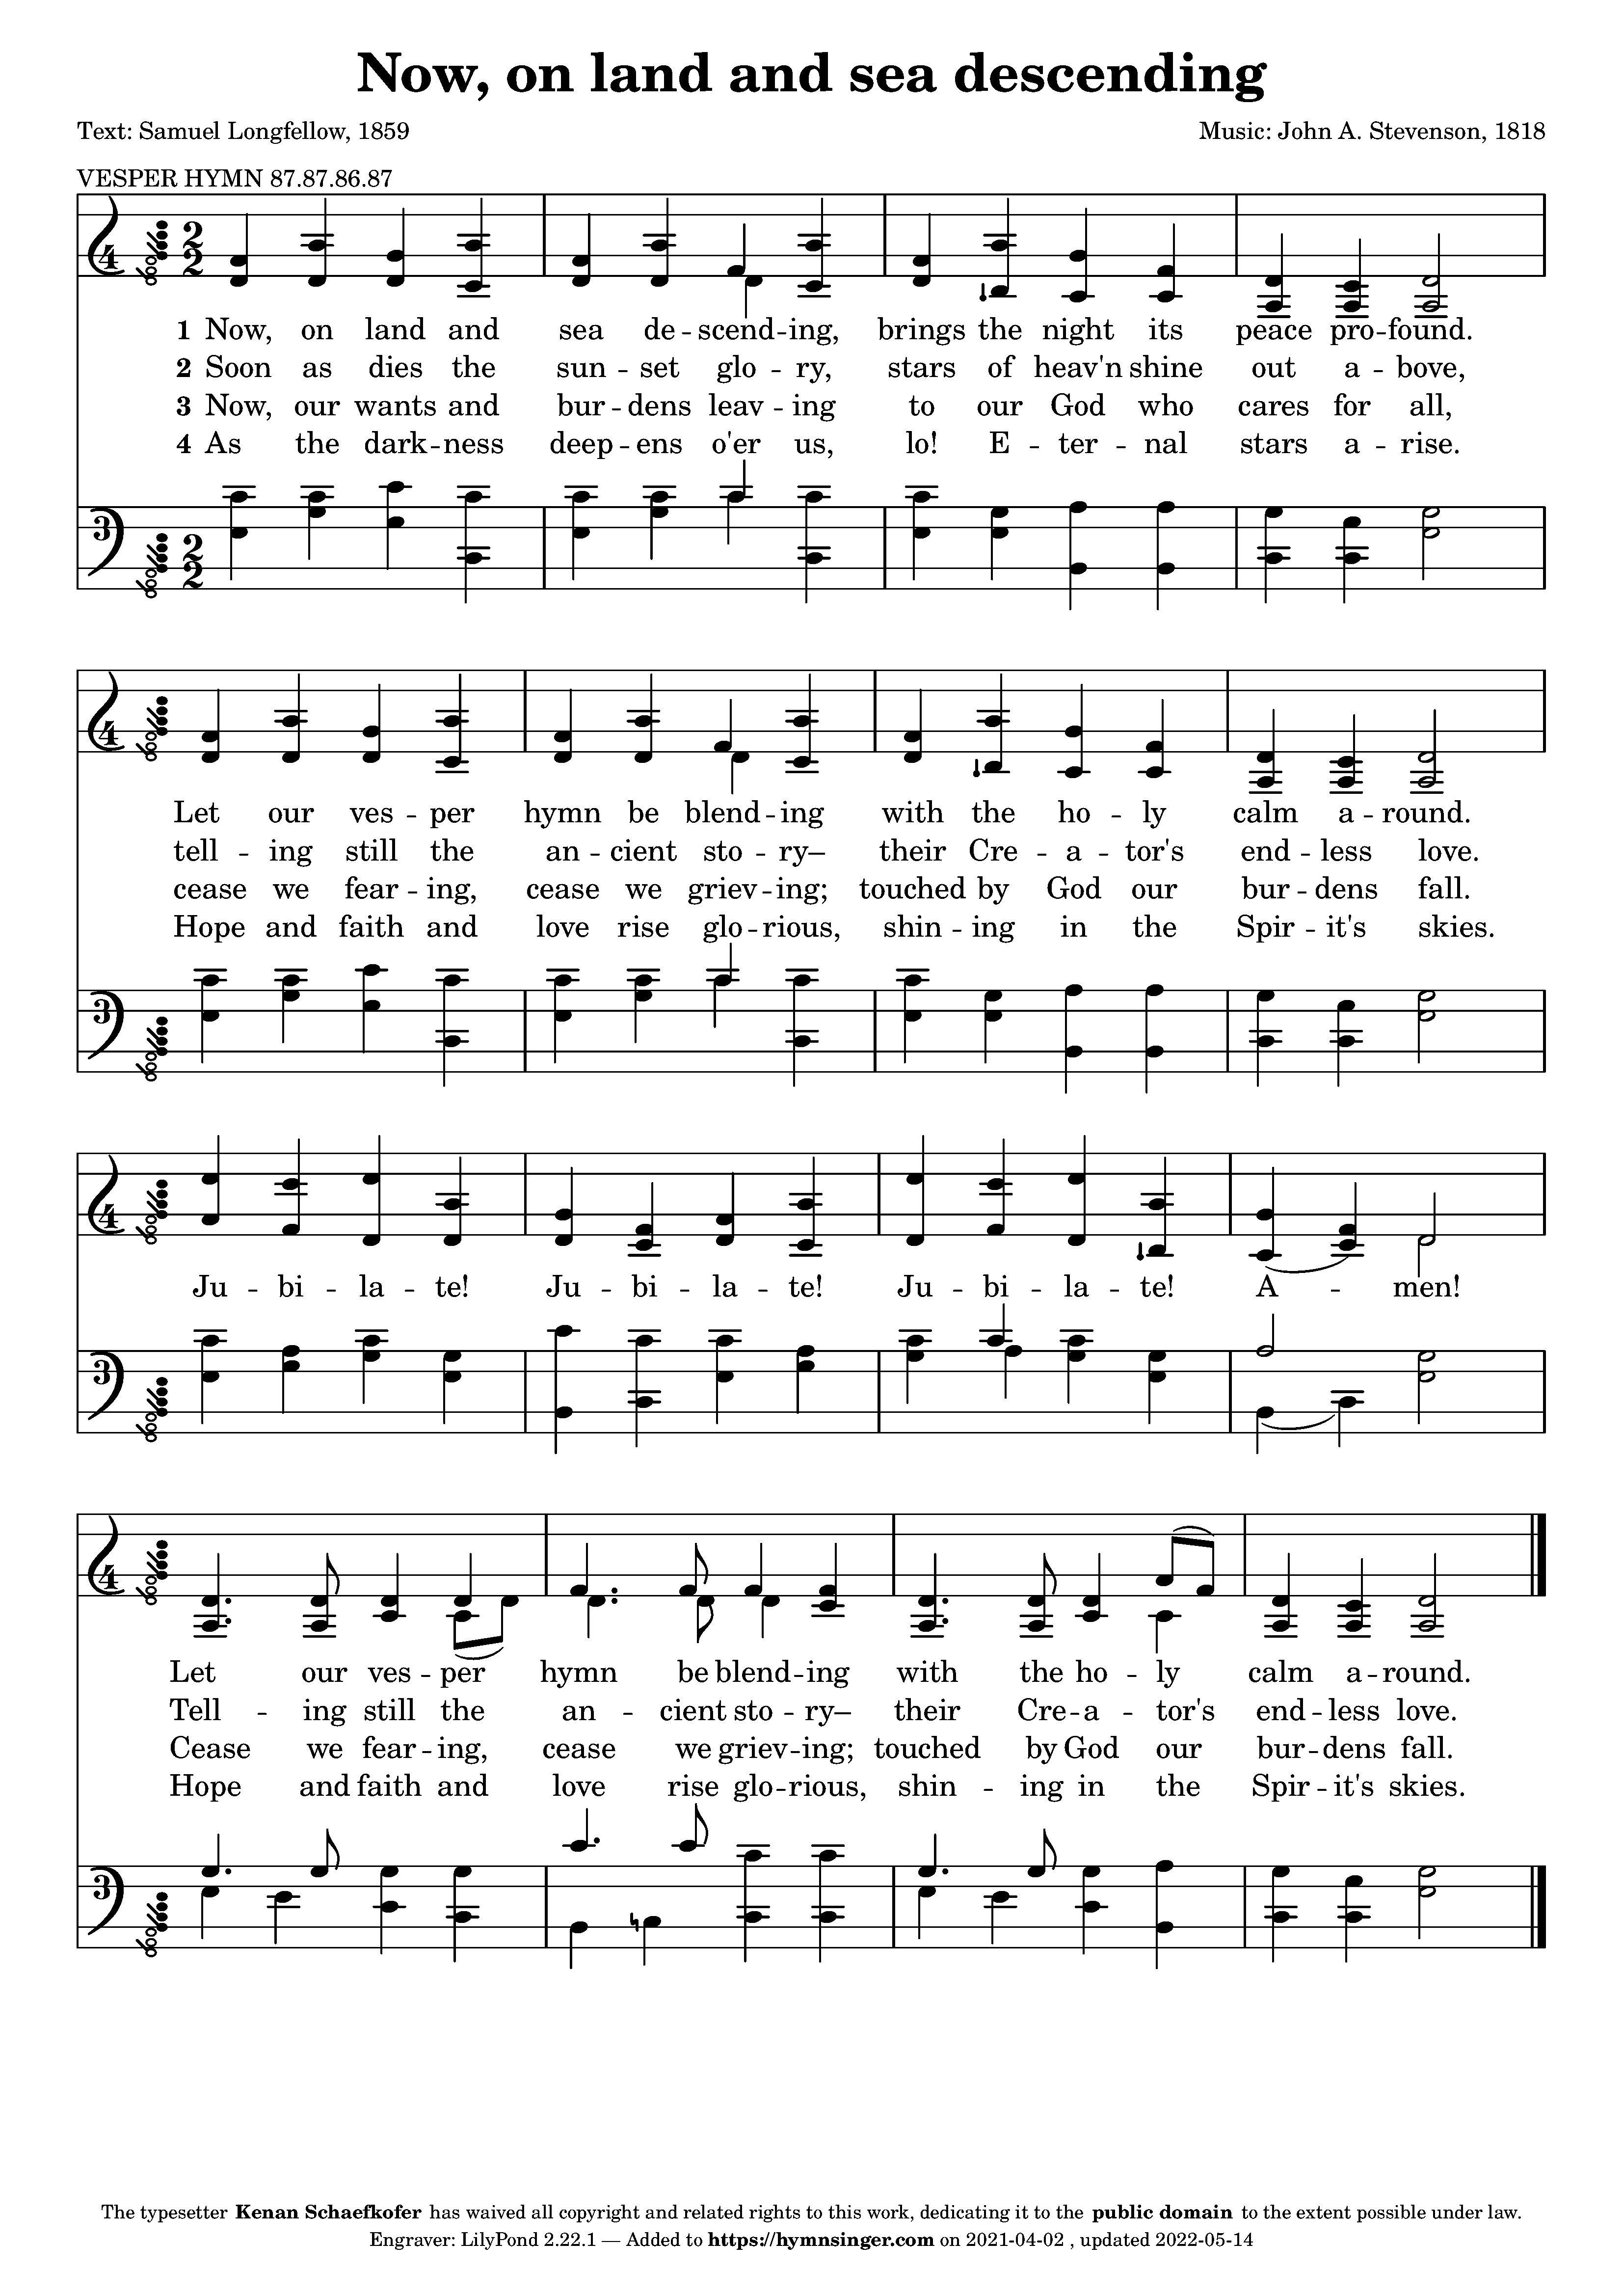 Now, on land and sea descending
Text: Samuel Longfellow, 1859
Music: John A. Stevenson, 1818
VESPER HYMN 87.87.86.87
1 Now, on land and sea de -- scend -- ing, brings the night its peace pro -- found.
2 Soon as dies the sun -- set glo -- ry, stars of heav'n shine out a -- bove,
3 Now, our wants and bur -- dens leav -- ing to our God who cares for all,
4 As the dark -- ness deep -- ens o'er us, lo! E -- ter -- nal stars a -- rise.
Let our ves -- per hymn be blend -- ing with the ho -- ly calm a -- round.
tell -- ing still the an -- cient sto -- ry– their Cre -- a -- tor's end -- less love.
cease we fear -- ing, cease we griev -- ing; touched by God our bur -- dens fall.
Hope and faith and love rise glo -- rious, shin -- ing in the Spir -- it's skies.
Ju -- bi -- la -- te! Ju -- bi -- la -- te! Ju -- bi -- la -- te! A -- men!
Let our ves -- per hymn be blend -- ing with the ho -- ly calm a -- round.
Tell -- ing still the an -- cient sto -- ry– their Cre -- a -- tor's end -- less love.
Cease we fear -- ing, cease we griev -- ing; touched by God our bur -- dens fall.
Hope and faith and love rise glo -- rious, shin -- ing in the Spir -- it's skies.
The typesetter Kenan Schaefkofer has waived all copyright and related rights to this work, dedicating it to the public domain to the extent possible under law.
Engraver: LilyPond 2.22.1 — Added to https://hymnsinger.com on 2021-04-02 , updated 2022-05-14